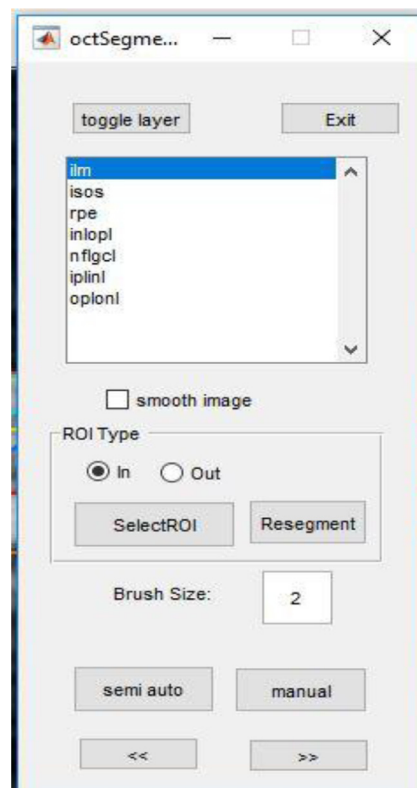 octSegme...
toggle layer Exit
ilm
isos
rpe
inlopl
nflgcl
iplinl
oplonl
smooth image
ROI Type
In Out
SelectROI Resegment
Brush Size: 2
semi auto manual
<< >>